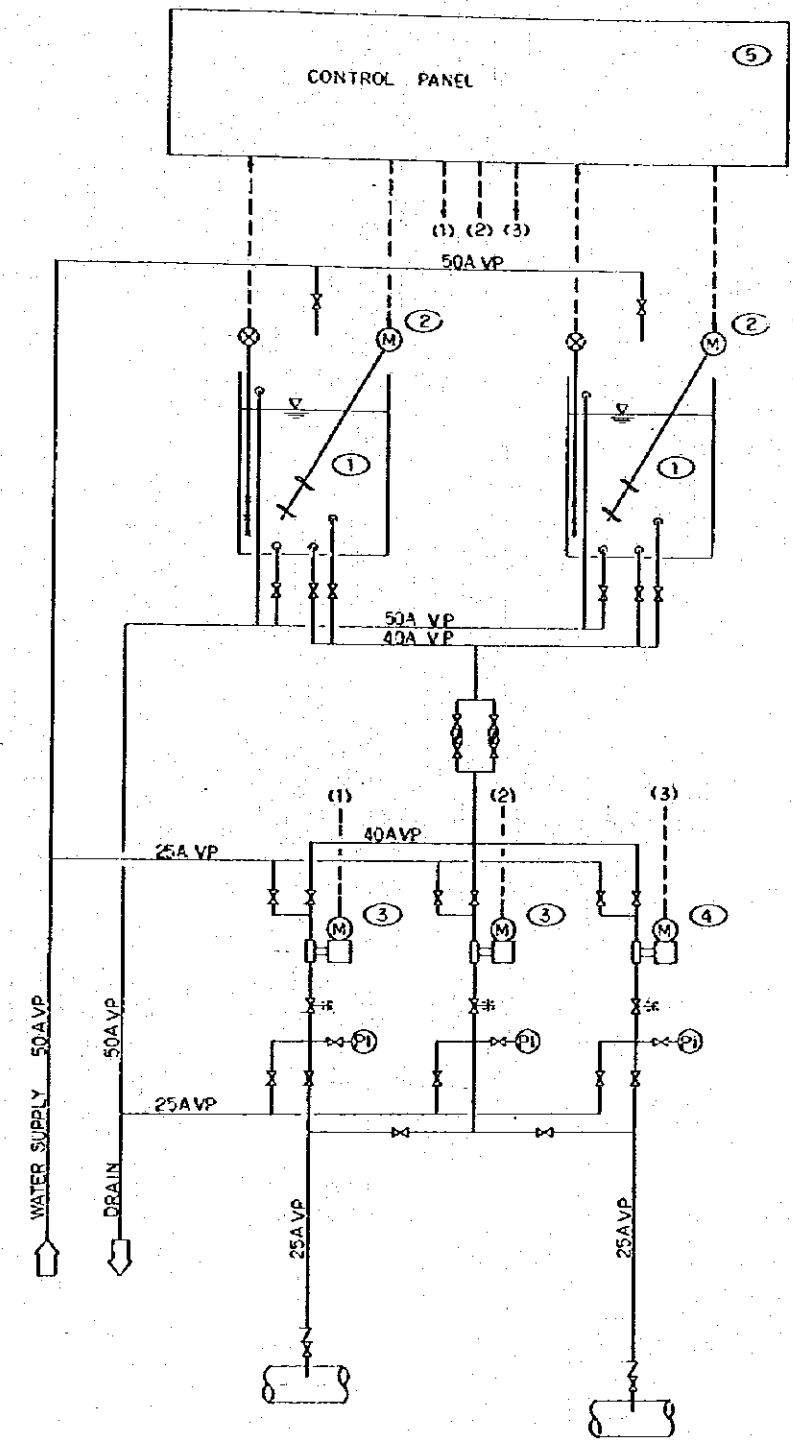 5
CONTROL PANEL
(1) (2) (3)
50A VP
M 2
M 2
1
1
50A VP
40A VP
(1) (2) (3)
40A VP
25A VP
M 3
M 3
M 4
PI
PI
PI
25A VP
WATER SUPPLY 50A VP
DRAIN 50A VP
25A VP
25A VP